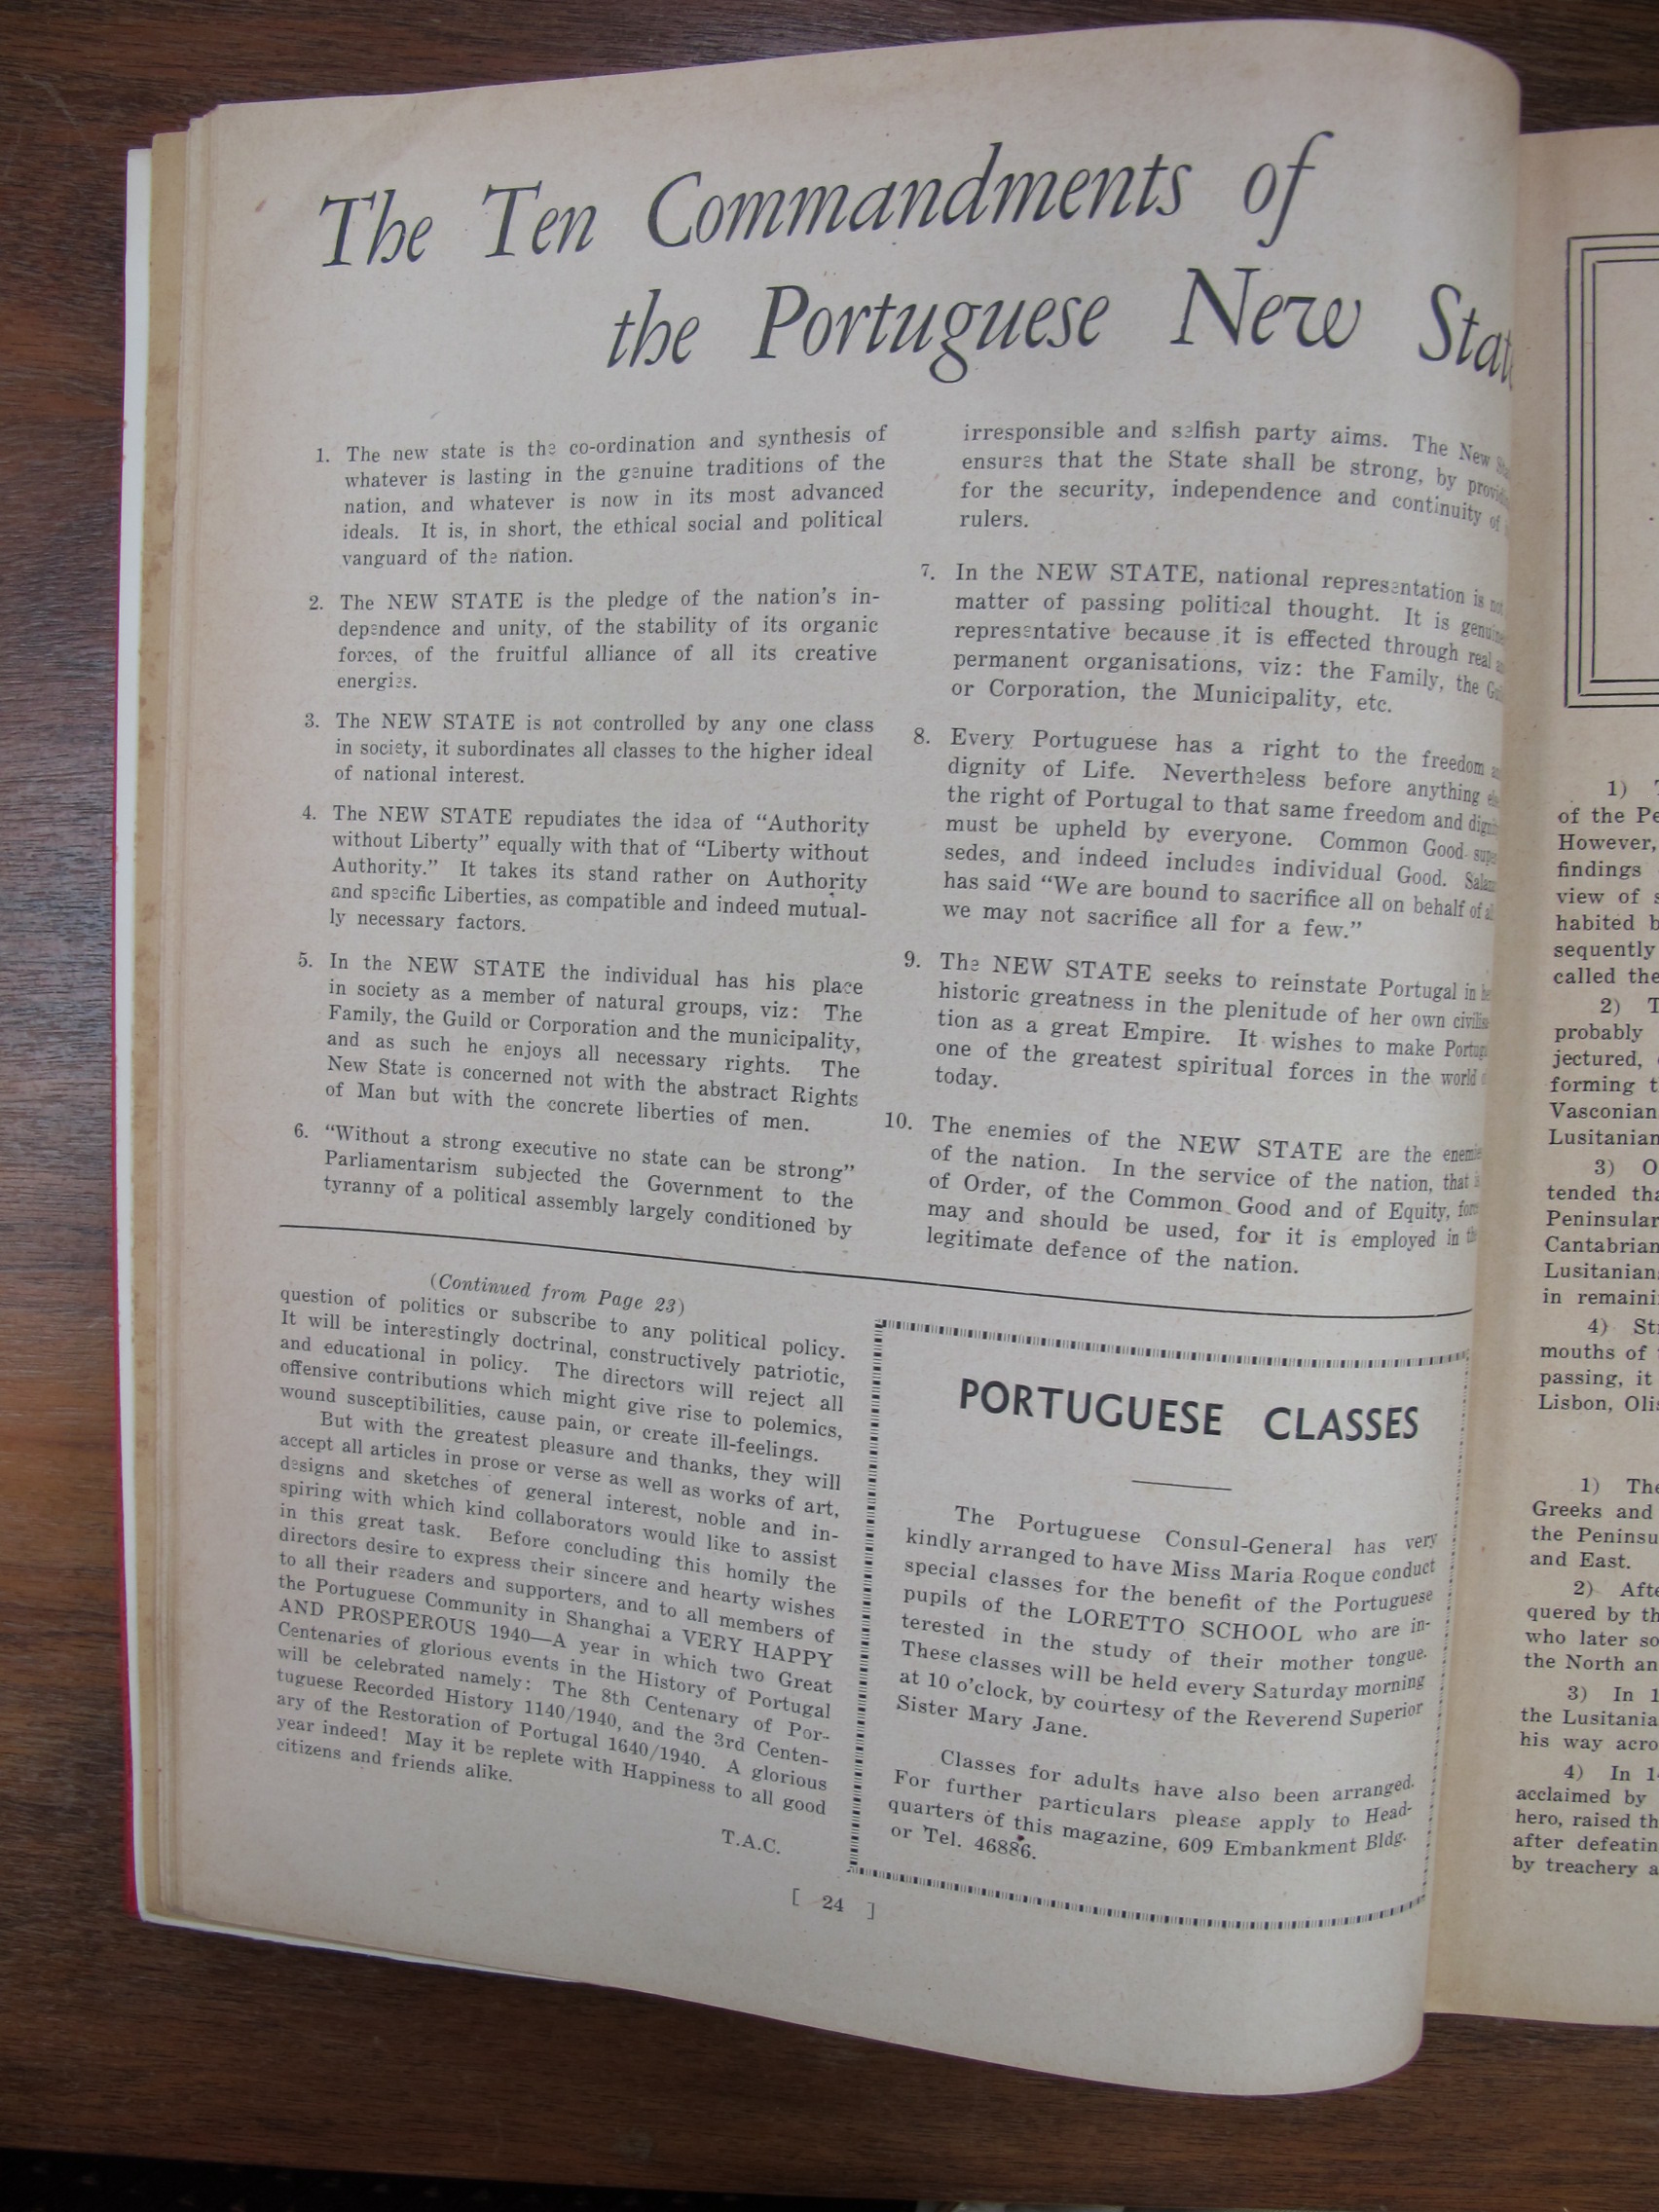 The Ten Commandments of
the Portuguese New
1. The new state is the co-ordination and synthesis of
whatever is lasting in the genuine traditions of the
nation, and whatever is now in its most advanced
ideals. It is, in short, the ethical social and political
vanguard of the nation.
2. The NEW STATE is the pledge of the nation's in-
dependence and unity, of the stability of its organic
forces, of the fruitful alliance of all its creative
energies.
3. The NEW STATE is not controlled by any one class
in society, it subordinates all classes to the higher ideal
of national interest.
4. The NEW STATE repudiates the idea of "Authority
without Liberty" equally with that of "Liberty without
Authority." It takes its stand rather on Authority
and specific Liberties, as compatible and indeed mutual-
ly necessary factors.
5. In the NEW STATE the individual has his place
in society as a member of natural groups, viz: The
Family, the Guild or Corporation and the municipality,
and as such he enjoys all necessary rights. The
New State is concerned not with the abstract Rights
of Man but with the concrete liberties of men.
6. "Without a strong executive no state can be strong"
Parliamentarism subjected the Government to the
tyranny of a political assembly largely conditioned by
irresponsible and selfish party aims. The New
ensures that the State shall be strong, by
for the security, independence and continuity of
rulers.
7. In the NEW STATE, national representation is not
matter of passing political thought. It is
representative because it is effected through real
permanent organisations, viz: the Family, the
or Corporation, the Municipality, etc.
8. Every Portuguese has a right to the freedom
dignity of Life. Nevertheless before anything
the right of Portugal to that same freedom and
must be upheld by everyone. Common Good
sedes, and indeed includes individual Good.
has said "We are bound to sacrifice all on behalf of
we may not sacrifice all for a few."
9. The NEW STATE seeks to reinstate Portugal in
historic greatness in the plenitude of her own
tion as a great Empire. It wishes to make
one of the greatest spiritual forces in the world
today.
10. The enemies of the NEW STATE are the
of the nation. In the service of the nation, that
of Order, of the Common Good and of Equity,
may and should be used, for it is employed in
legitimate defence of the nation.
(Continued from Page 23)
question of politics or subscribe to any political policy.
It will be interestingly doctrinal, constructively patriotic,
and educational in policy. The directors will reject all
offensive contributions which might give rise to polemics,
wound susceptibilities, cause pain, or create ill-feelings.
But with the greatest pleasure and thanks, they will
accept all articles in prose or verse as well as works of art,
designs and sketches of general interest, noble and in-
spiring with which kind collaborators would like to assist
in this great task. Before concluding this homily the
directors desire to express their sincere and hearty wishes
to all their readers and supporters, and to all members of
the Portuguese Community in Shanghai a VERY HAPPY
AND PROSPEROUS 1940—A year in which two Great
Centenaries of glorious events in the History of Portugal
will be celebrated namely: The 8th Centenary of Por-
tuguese Recorded History 1140/1940, and the 3rd Centen-
ary of the Restoration of Portugal 1640/1940. A glorious
year indeed! May it be replete with Happiness to all good
citizens and friends alike.
T.A.C.
PORTUGUESE CLASSES
The Portuguese Consul-General has very
kindly arranged to have Miss Maria Roque conduct
special classes for the benefit of the Portuguese
pupils of the LORETTO SCHOOL who are in-
terested in the study of their mother tongue.
These classes will be held every Saturday morning
at 10 o'clock, by courtesy of the Reverend Superior
Sister Mary Jane.
Classes for adults have also been arranged.
For further particulars please apply to Head-
quarters of this magazine, 609 Embankment Bldg.
or Tel. 46886.
[ 24 ]
1)
of the
However,
findings
view of
habited
sequently
called the
2)
probably
jectured,
forming
Vasconian
Lusitanian
3)
tended
Peninsular
Cantabrian
Lusitanian
in
4)
mouths of
passing, it
Lisbon,
1) The
Greeks and
the
and East.
2)
quered by
who later
the North
3) In
the
his way
4) In
acclaimed by
hero, raised
after
by treachery